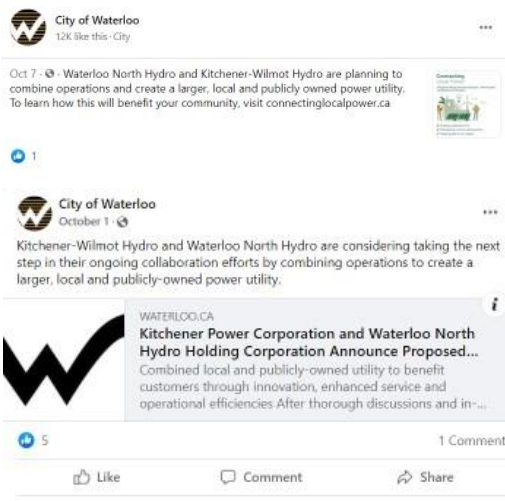 City of Waterloo
12K like this · City
Oct 7 · Waterloo North Hydro and Kitchener-Wilmot Hydro are planning to
combine operations and create a larger, local and publicly owned power utility.
To learn how this will benefit your community, visit connectinglocalpower.ca
Connecting
Local Power
1
City of Waterloo
October 1 ·
Kitchener-Wilmot Hydro and Waterloo North Hydro are considering taking the next
step in their ongoing collaboration efforts by combining operations to create a
larger, local and publicly-owned power utility.
WATERLOO.CA
Kitchener Power Corporation and Waterloo North
Hydro Holding Corporation Announce Proposed...
Combined local and publicly-owned utility to benefit
customers through innovation, enhanced service and
operational efficiencies After thorough discussions and in-...
5
1 Comment
Like
Comment
Share